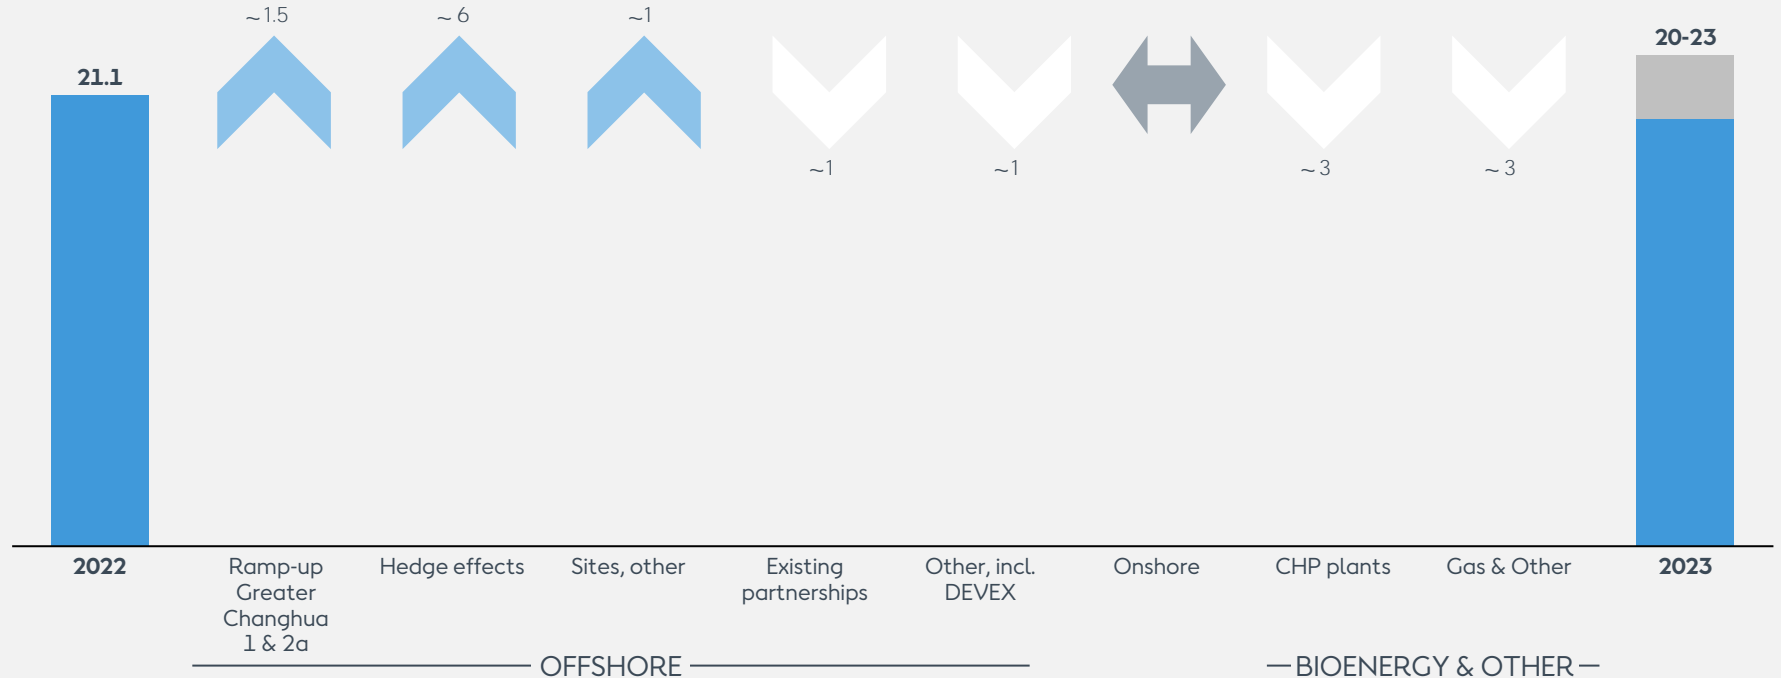 ~1.5
~6
~1
20-23
21.1
~1
~1
~3
~3
2022
Ramp-up
Greater
Changhua
1 & 2a
Hedge effects
Sites, other
Existing
partnerships
Other, incl.
DEVEX
Onshore
CHP plants
Gas & Other
2023
OFFSHORE
BIOENERGY & OTHER